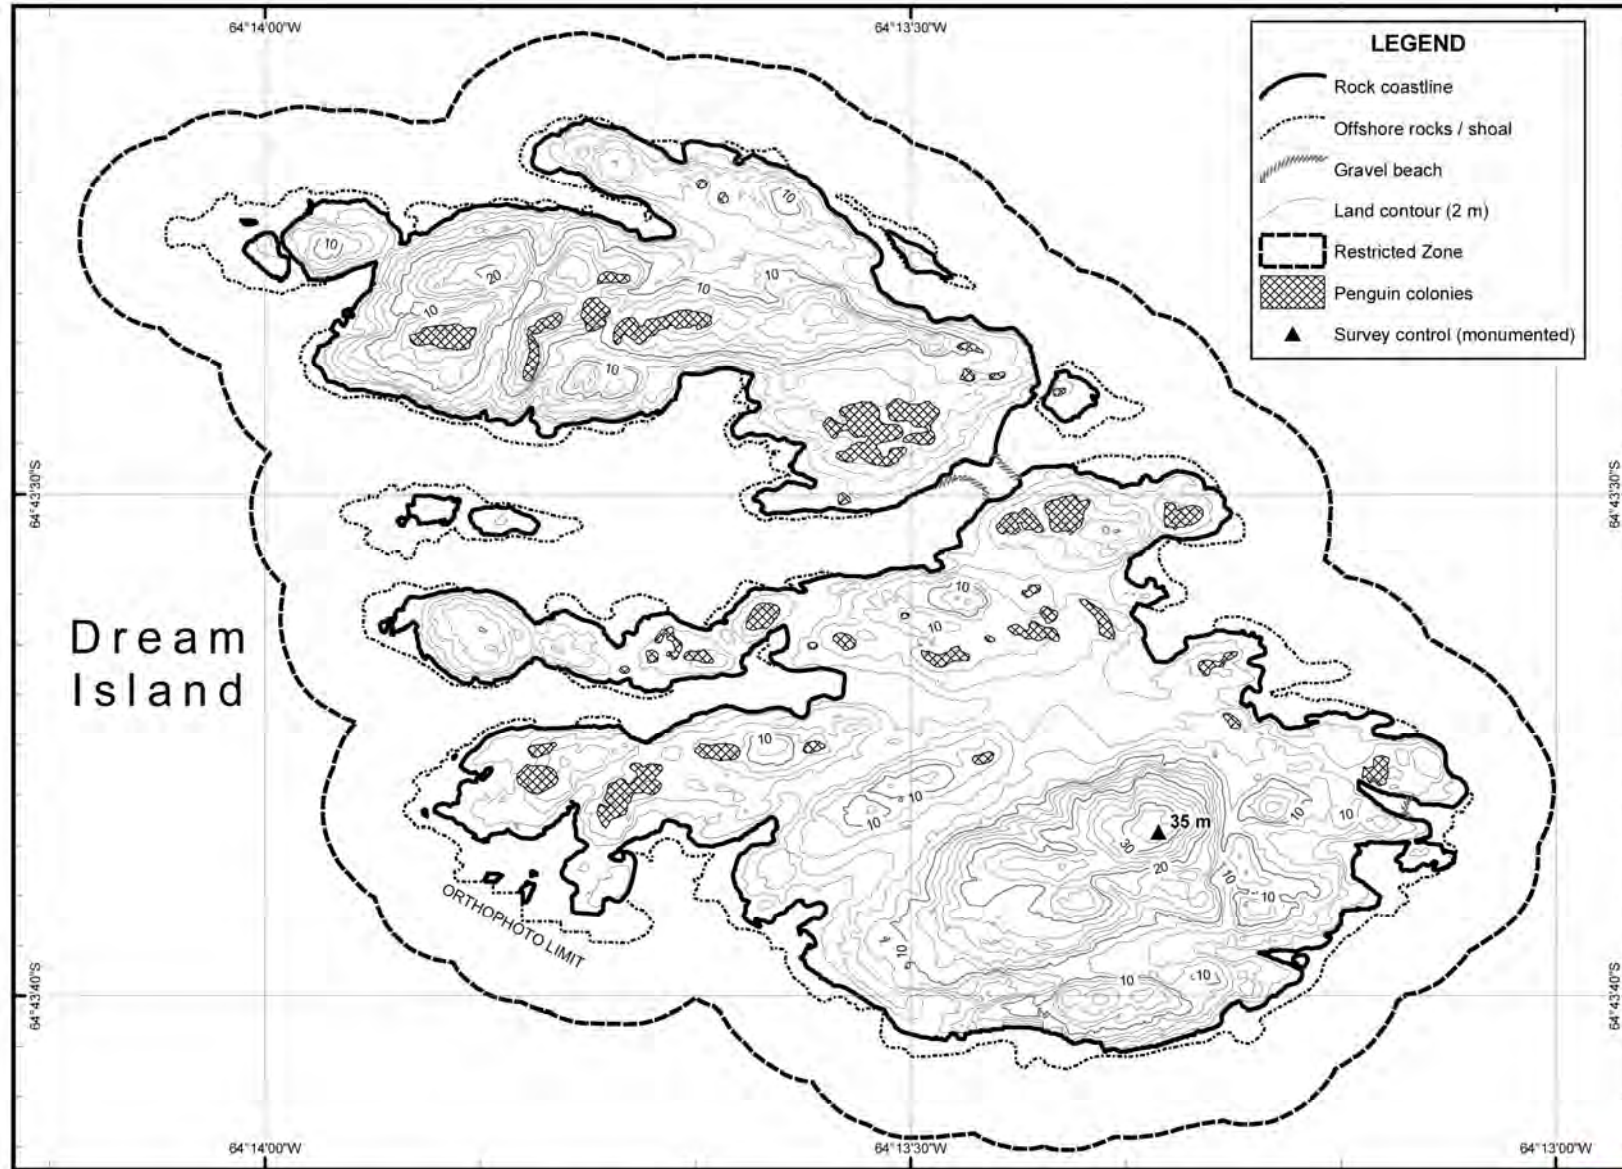 64°14'00"W
64°13'30"W
LEGEND
Rock coastline
Offshore rocks / shoal
Gravel beach
Land contour (2 m)
Restricted Zone
Penguin colonies
Survey control (monumented)
10
10
20
10
10
10
10
64°43'30"S
64°43'30"S
10
10
Dream
Island
10
10
10
10
10
35 m
30
20
10
10
10
ORTHOPHOTO LIMIT
10
10
64°43'40"S
64°43'40"S
64°14'00"W
64°13'30"W
64°13'00"W